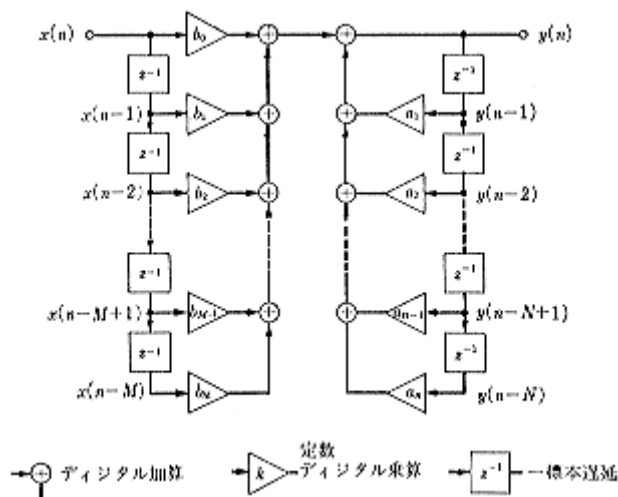 x(n)
b₀
y(n)
z⁻¹
z⁻¹
x(n−1)
b₁
a₁
y(n−1)
z⁻¹
z⁻¹
x(n−2)
b₂
a₂
y(n−2)
z⁻¹
z⁻¹
x(n−M+1)
b_M-1
a_n−1
y(n−N+1)
z⁻¹
z⁻¹
x(n−M)
b_M
a_n
y(n−N)
ディジタル加算
k
定数
ディジタル乗算
z⁻¹
一標本遅延